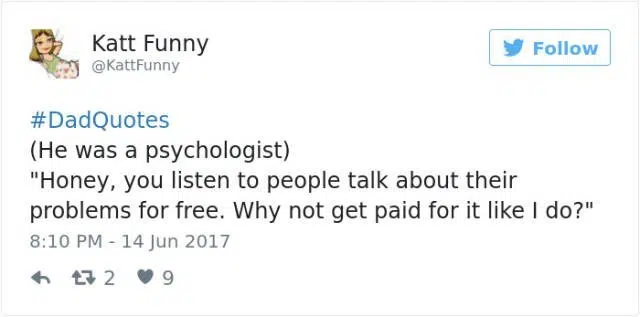 Katt Funny
@KattFunny
Follow
#DadQuotes
(He was a psychologist)
"Honey, you listen to people talk about their
problems for free. Why not get paid for it like I do?"
8:10 PM - 14 Jun 2017
2 9